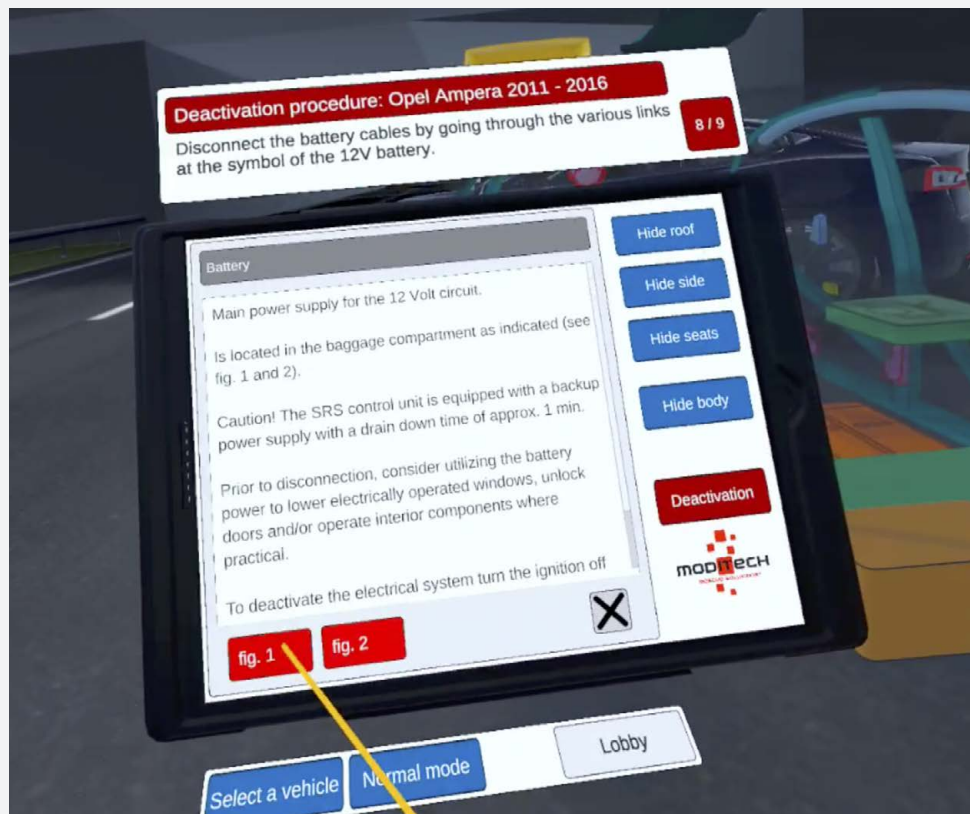 Deactivation procedure: Opel Ampera 2011 - 2016
Disconnect the battery cables by going through the various links
at the symbol of the 12V battery.
8 / 9
Battery
Main power supply for the 12 Volt circuit.
Is located in the baggage compartment as indicated (see
fig. 1 and 2).
Caution! The SRS control unit is equipped with a backup
power supply with a drain down time of approx. 1 min.
Prior to disconnection, consider utilizing the battery
power to lower electrically operated windows, unlock
doors and/or operate interior components where
practical.
To deactivate the electrical system turn the ignition off
fig. 1
fig. 2
Hide roof
Hide side
Hide seats
Hide body
Deactivation
MODITECH
Select a vehicle
Normal mode
Lobby